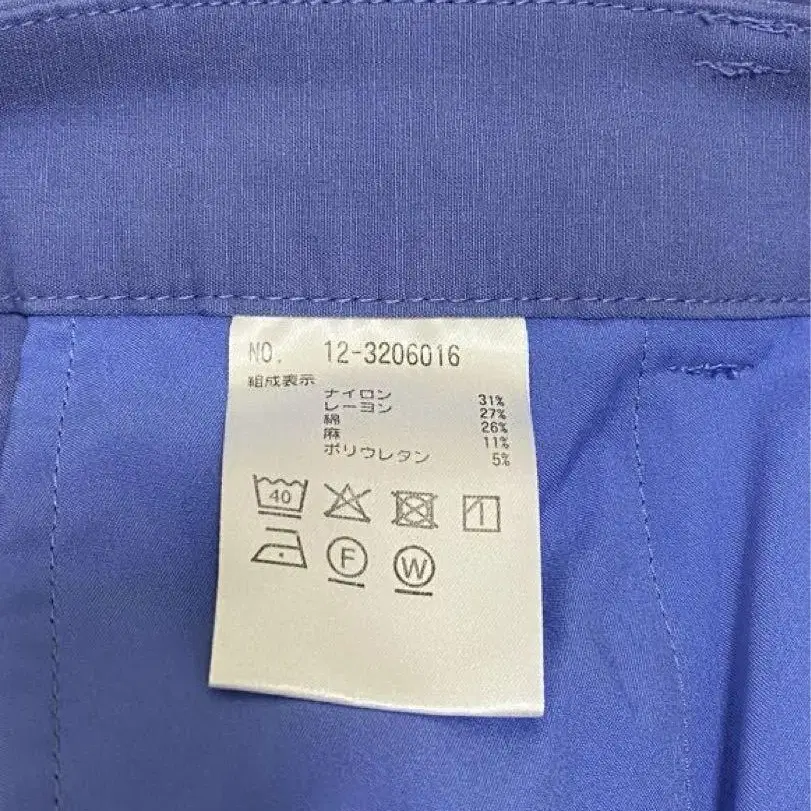 NO. 12-3206016
組成表示
ナイロン 31%
レーヨン 27%
綿 26%
麻 11%
ポリウレタン 5%
40
F
W